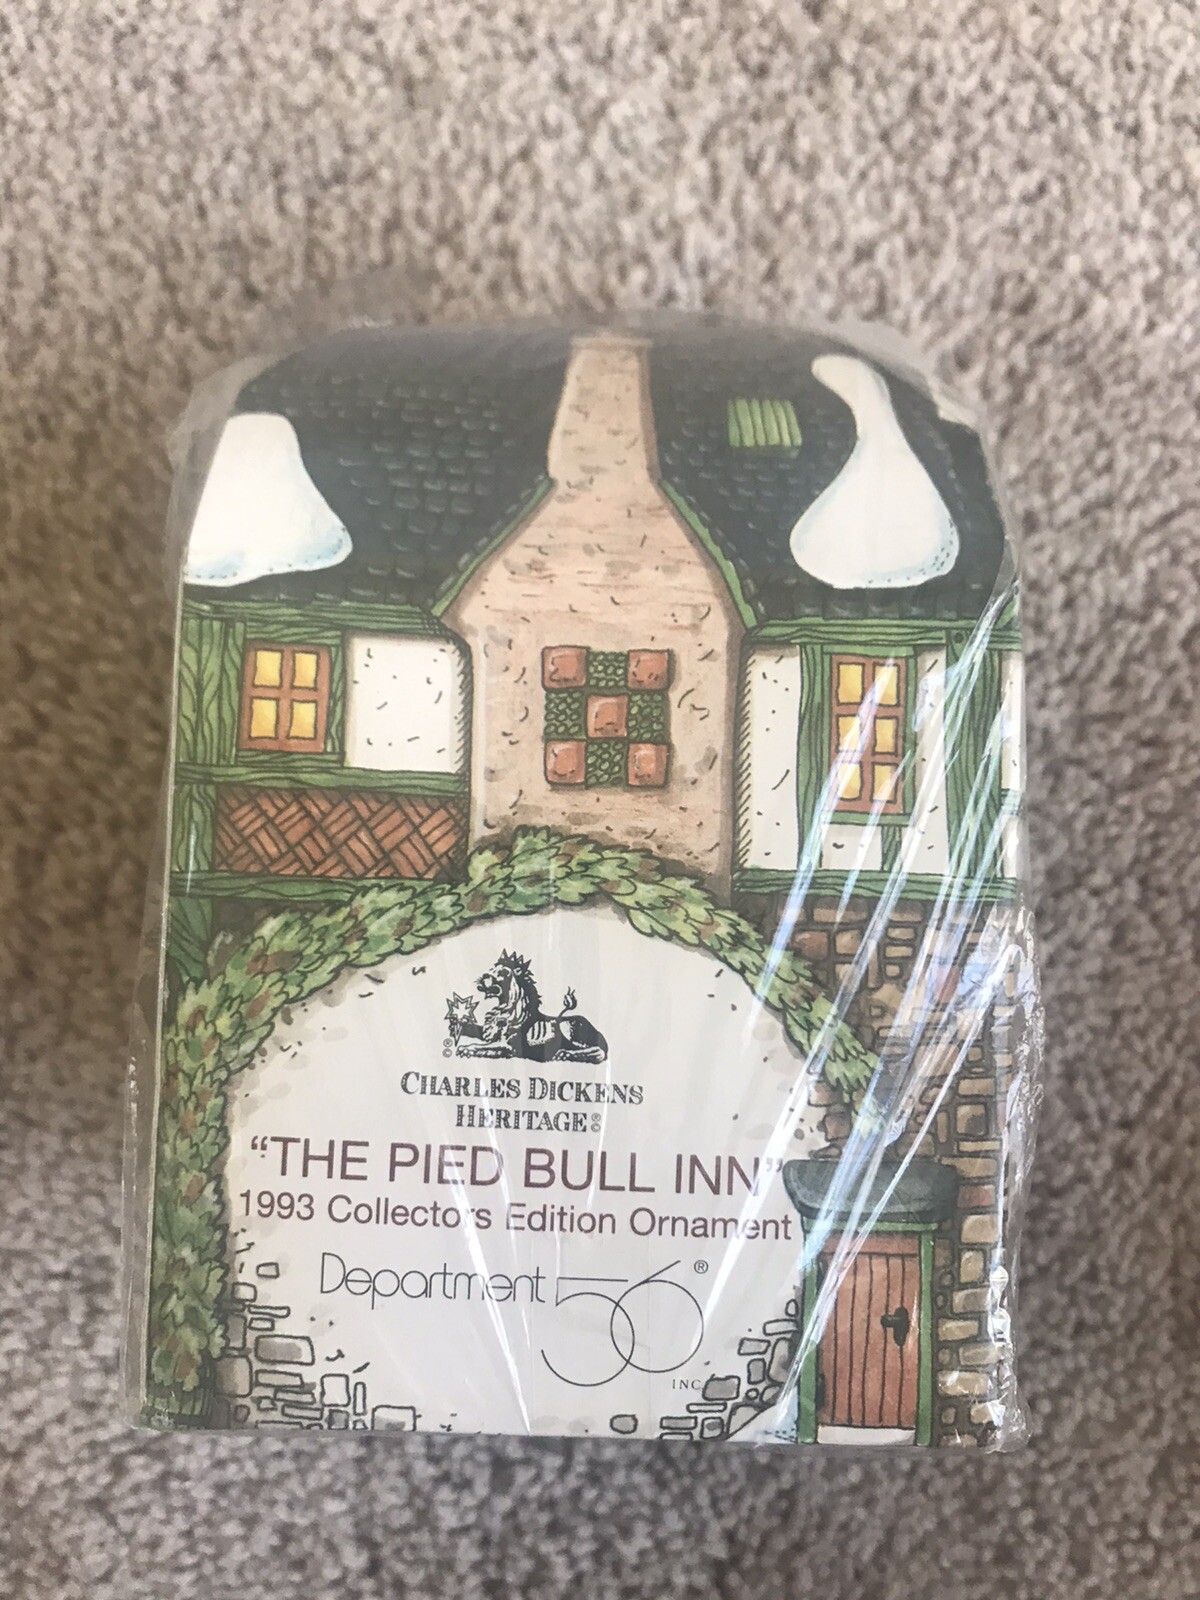 ® ©
CHARLES DICKENS
HERITAGE® ©
“THE PIED BULL INN”
1993 Collectors Edition Ornament
Department 56®
INC.